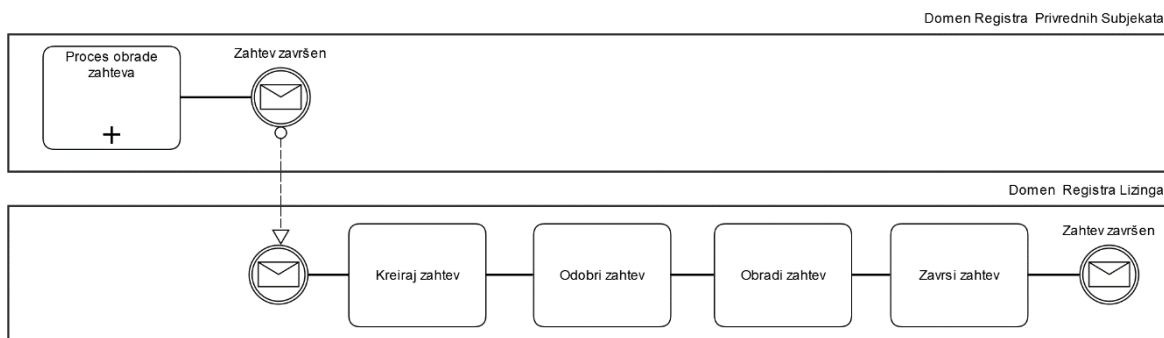 Domen Registra Privrednih Subjekata
Proces obrade
zahteva
Zahtev završen
Domen Registra Lizinga
Zahtev završen
Kreiraj zahtev
Odobri zahtev
Obradi zahtev
Zavrsi zahtev